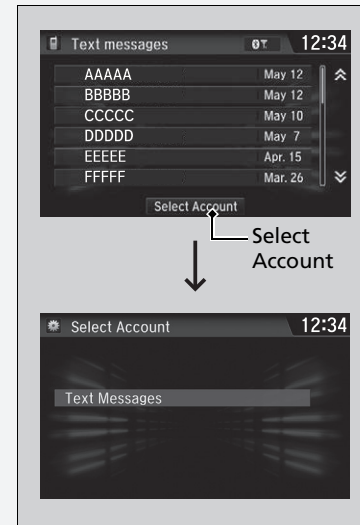 Text messages 12:34
AAAAA May 12
BBBBB May 12
CCCCC May 10
DDDDD May 7
EEEEE Apr. 15
FFFFF Mar. 26
Select Account
Select
Account
Select Account 12:34
Text Messages